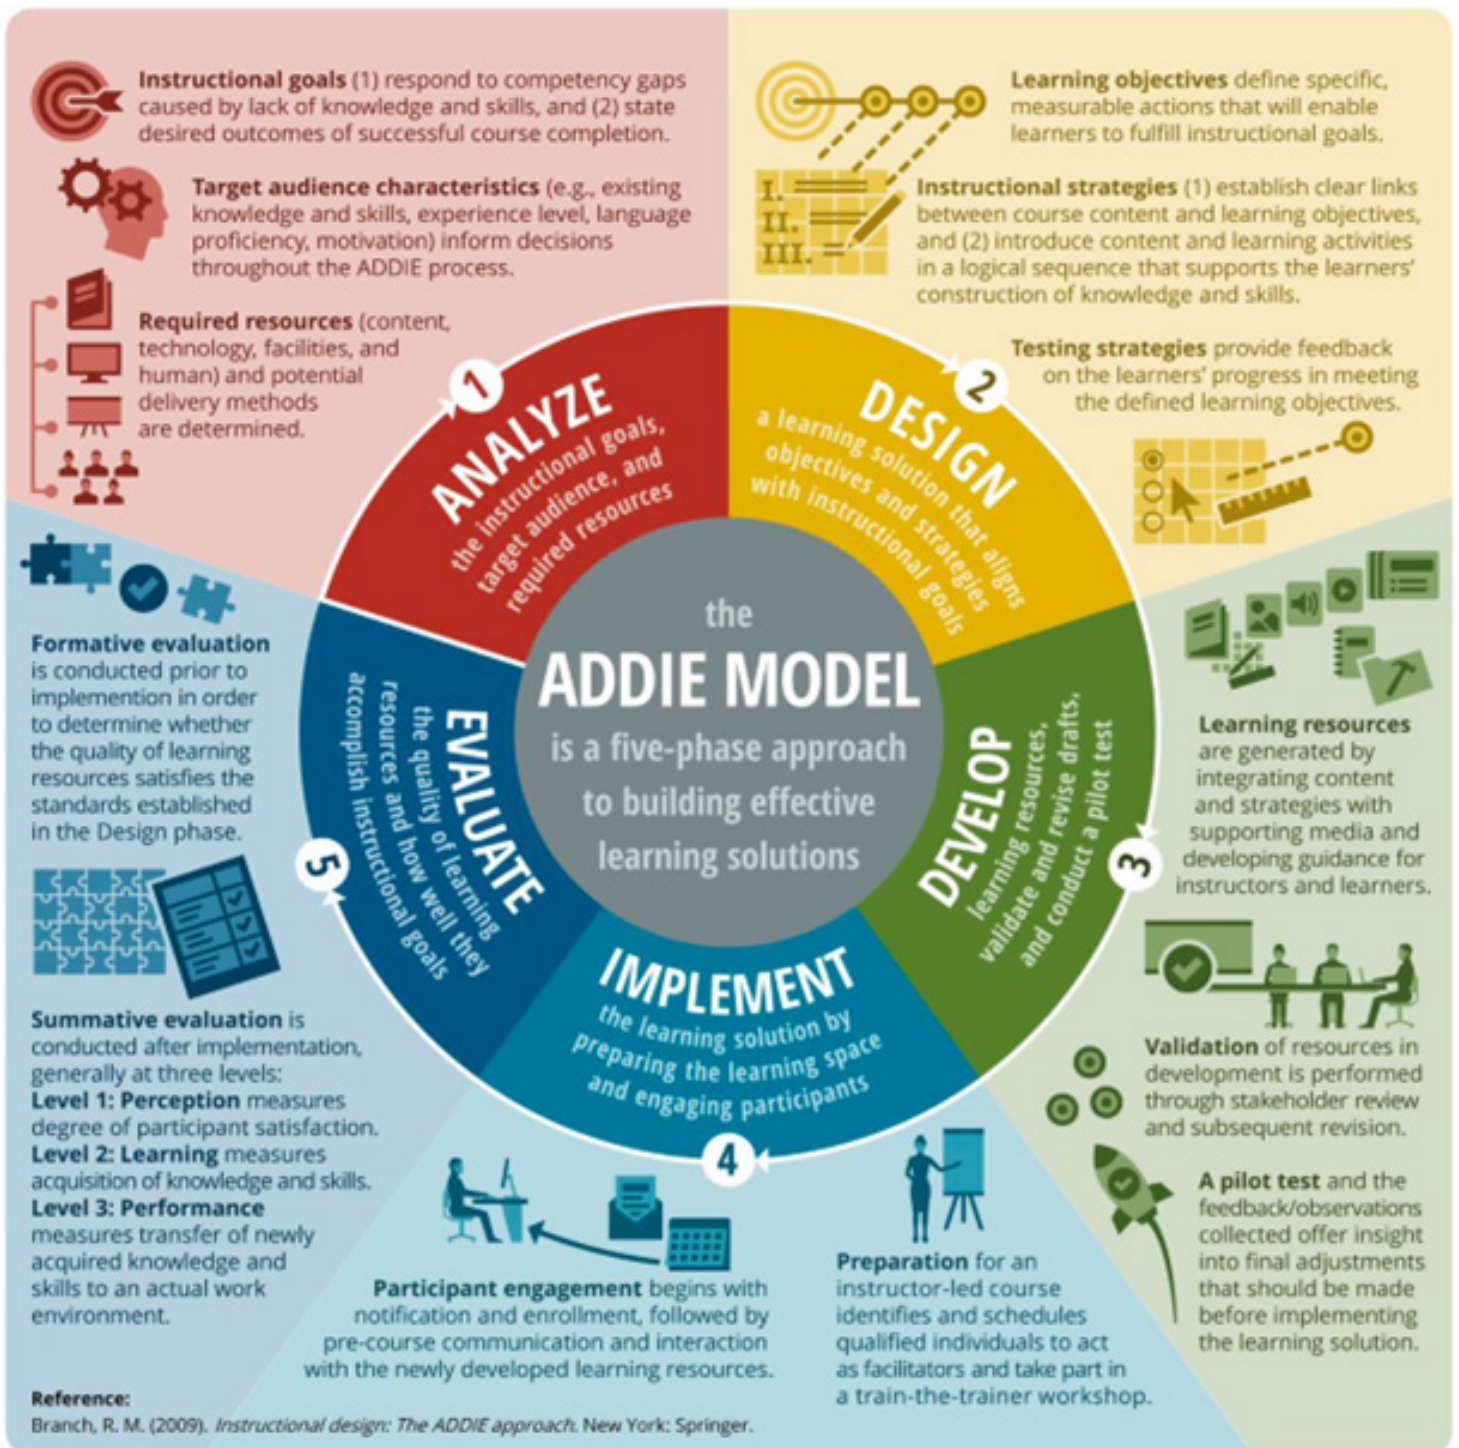 Instructional goals (1) respond to competency gaps
caused by lack of knowledge and skills, and (2) state
desired outcomes of successful course completion.
Target audience characteristics (e.g., existing
knowledge and skills, experience level, language
proficiency, motivation) inform decisions
throughout the ADDIE process.
Required resources (content,
technology, facilities, and
human) and potential
delivery methods
are determined.
1
ANALYZE
the instructional goals,
target audience, and
required resources
Learning objectives define specific,
measurable actions that will enable
learners to fulfill instructional goals.
I.
II.
III.
Instructional strategies (1) establish clear links
between course content and learning objectives,
and (2) introduce content and learning activities
in a logical sequence that supports the learners'
construction of knowledge and skills.
Testing strategies provide feedback
on the learners' progress in meeting
the defined learning objectives.
2
DESIGN
a learning solution that aligns
objectives and strategies
with instructional goals
the
ADDIE MODEL
is a five-phase approach
to building effective
learning solutions
3
DEVELOP
learning resources,
validate and revise drafts,
and conduct a pilot test
Learning resources
are generated by
integrating content
and strategies with
supporting media and
developing guidance for
instructors and learners.
Validation of resources in
development is performed
through stakeholder review
and subsequent revision.
A pilot test and the
feedback/observations
collected offer insight
into final adjustments
that should be made
before implementing
the learning solution.
IMPLEMENT
the learning solution by
preparing the learning space
and engaging participants
4
Participant engagement begins with
notification and enrollment, followed by
pre-course communication and interaction
with the newly developed learning resources.
Preparation for an
instructor-led course
identifies and schedules
qualified individuals to act
as facilitators and take part in
a train-the-trainer workshop.
5
EVALUATE
the quality of learning
resources and how well they
accomplish instructional goals
Formative evaluation
is conducted prior to
implemention in order
to determine whether
the quality of learning
resources satisfies the
standards established
in the Design phase.
Summative evaluation is
conducted after implementation,
generally at three levels:
Level 1: Perception measures
degree of participant satisfaction.
Level 2: Learning measures
acquisition of knowledge and skills.
Level 3: Performance
measures transfer of newly
acquired knowledge and
skills to an actual work
environment.
Reference:
Branch, R. M. (2009). Instructional design: The ADDIE approach. New York: Springer.